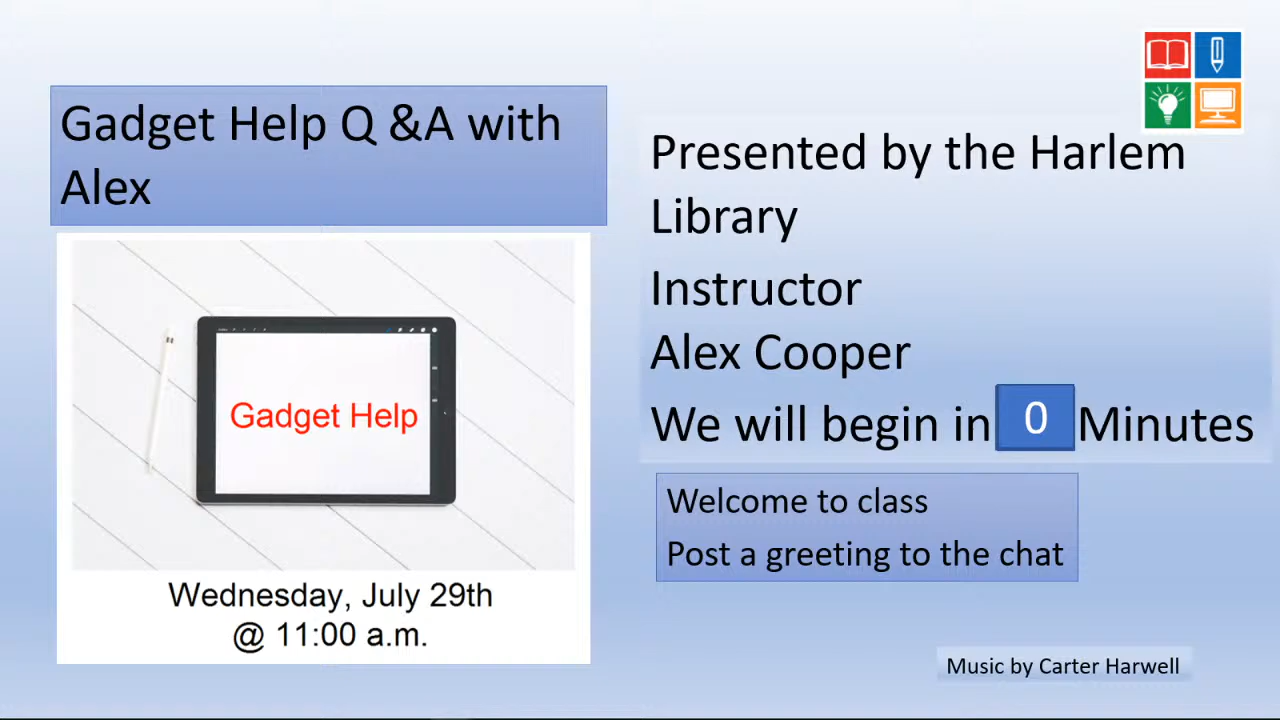 Gadget Help Q &A with
Alex
Gadget Help
Wednesday, July 29th
@ 11:00 a.m.
Presented by the Harlem
Library
Instructor
Alex Cooper
We will begin in 0 Minutes
Welcome to class
Post a greeting to the chat
Music by Carter Harwell